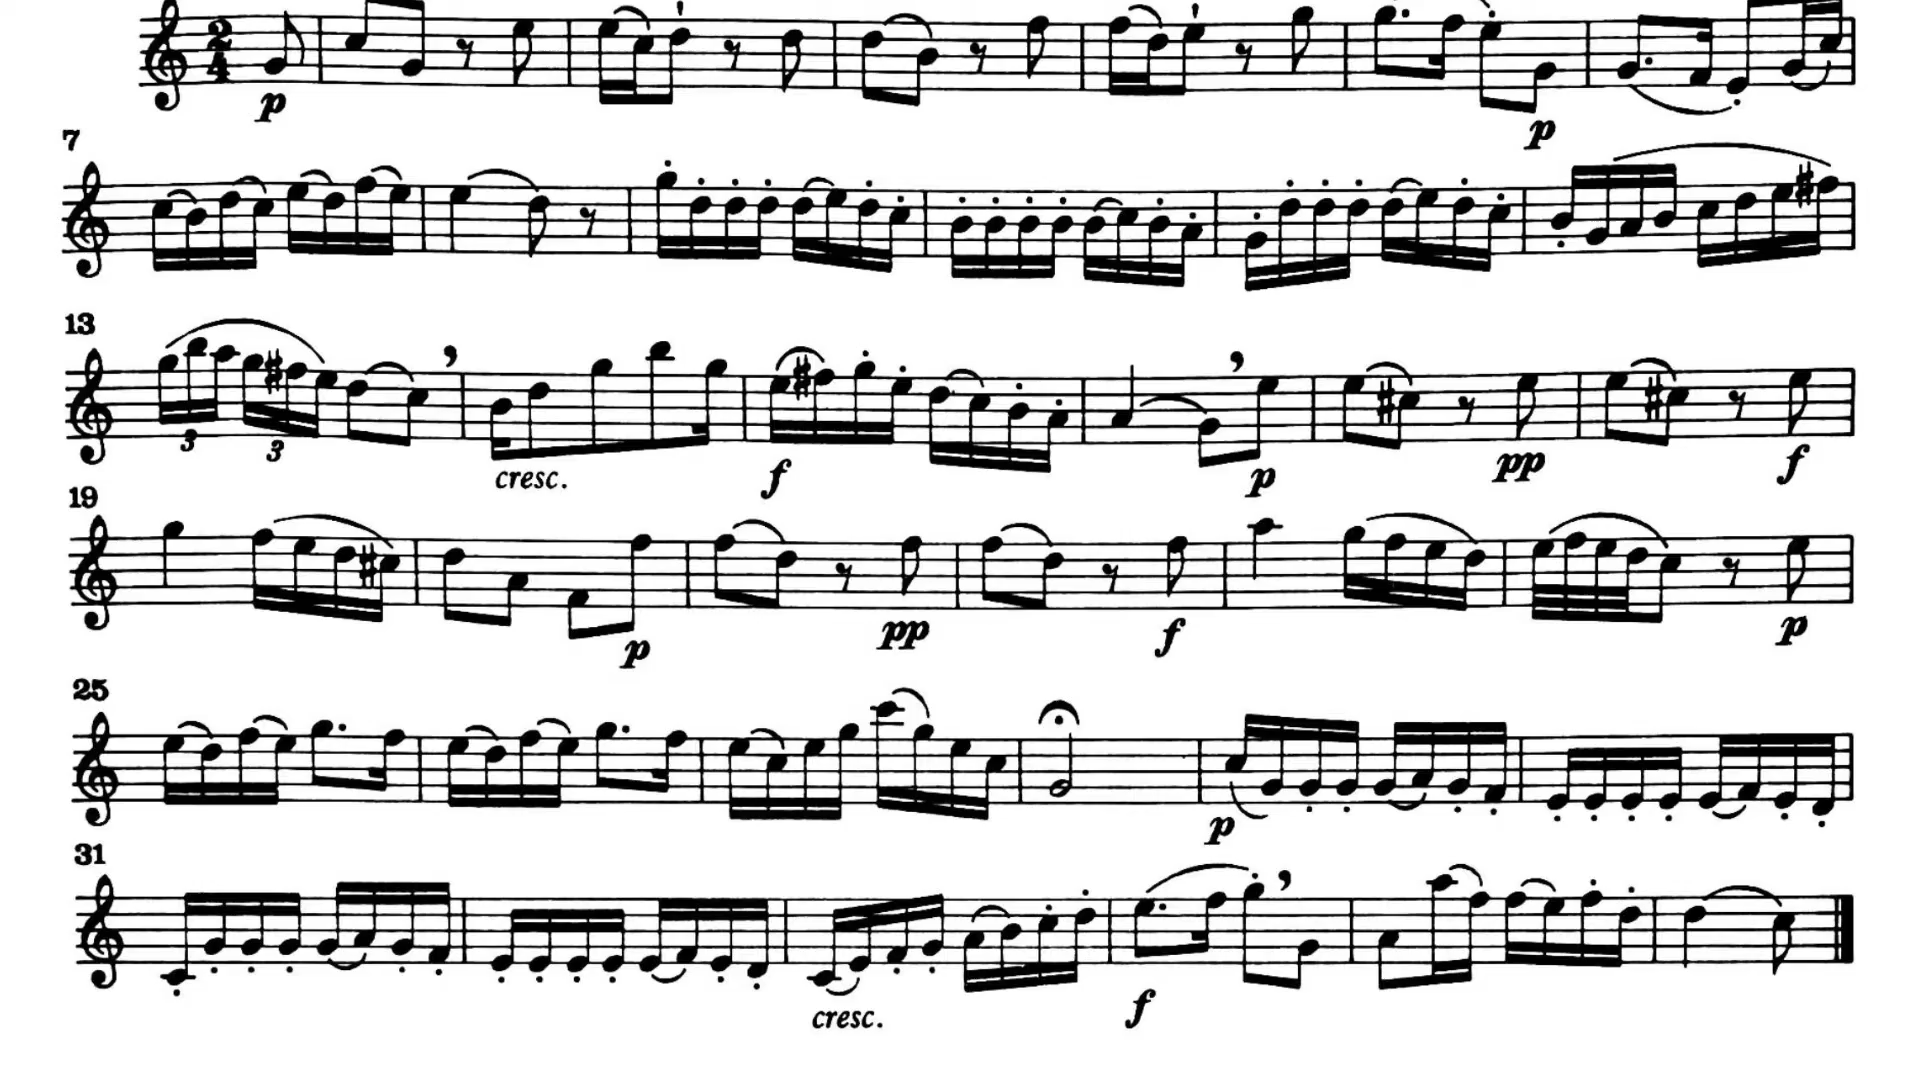 2
4
p p
7
13
3 3
cresc. f p pp f
19
p pp f p
25
p
31
cresc. f